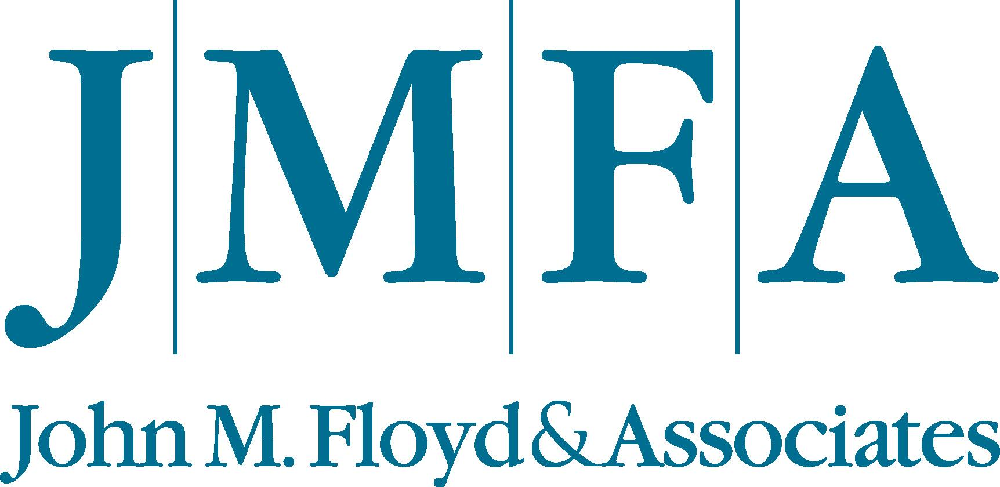 JMFA
John M. Floyd & Associates